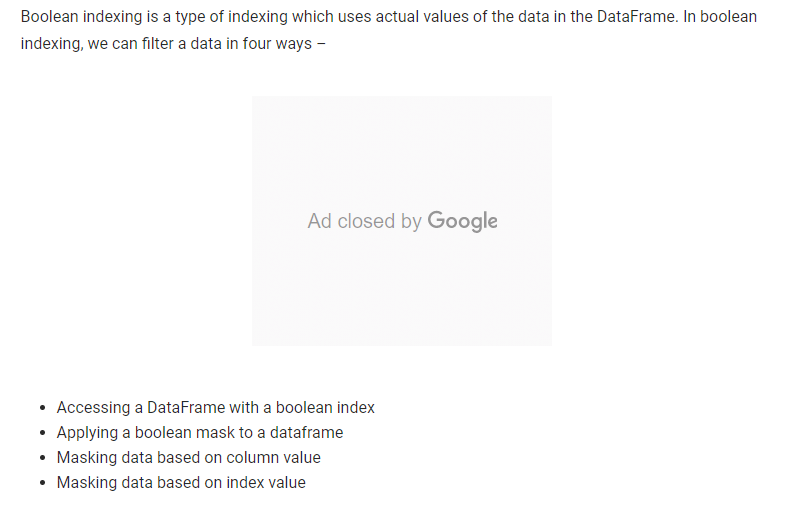 Boolean indexing is a type of indexing which uses actual values of the data in the DataFrame. In boolean
indexing, we can filter a data in four ways –
Ad closed by Google
• Accessing a DataFrame with a boolean index
• Applying a boolean mask to a dataframe
• Masking data based on column value
• Masking data based on index value